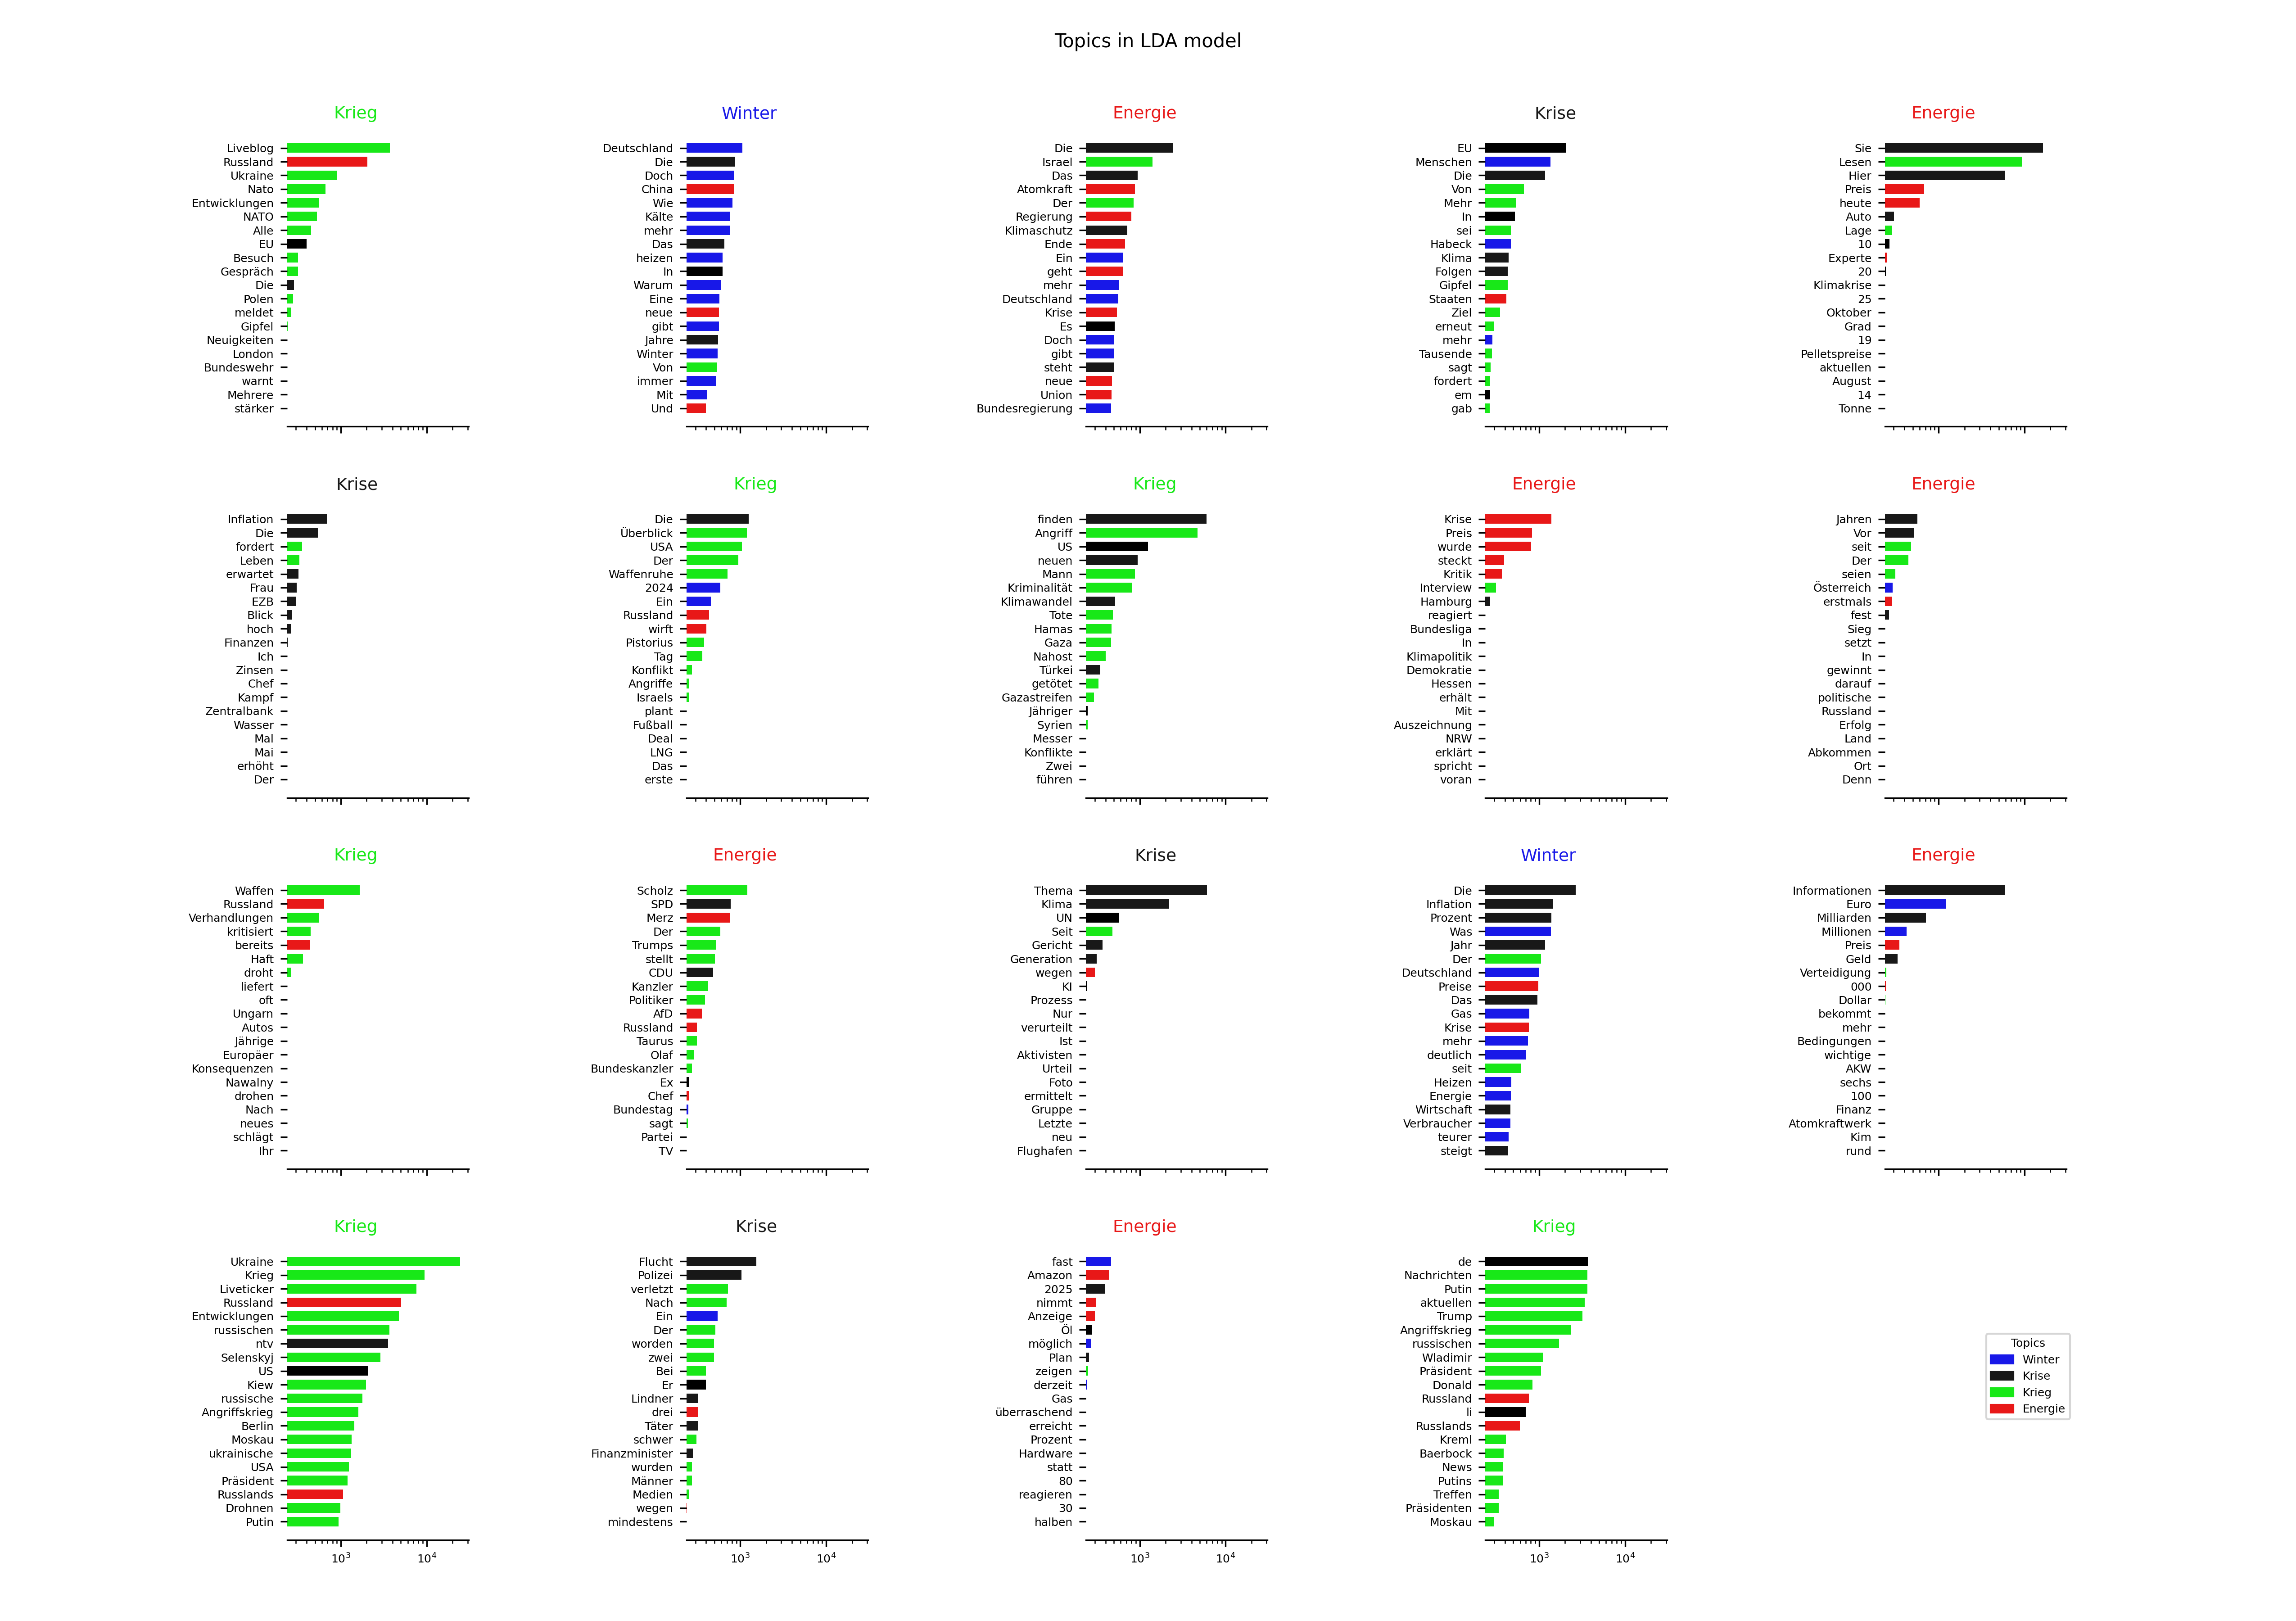 Topics in LDA model
Krieg
Liveblog
Russland
Ukraine
Nato
Entwicklungen
NATO
Alle
EU
Besuch
Gespräch
Die
Polen
meldet
Gipfel
Neuigkeiten
London
Bundeswehr
warnt
Mehrere
stärker
Winter
Deutschland
Die
Doch
China
Wie
Kälte
mehr
Das
heizen
In
Warum
Eine
neue
gibt
Jahre
Winter
Von
immer
Mit
Und
Energie
Die
Israel
Das
Atomkraft
Der
Regierung
Klimaschutz
Ende
Ein
geht
mehr
Deutschland
Krise
Es
Doch
gibt
steht
neue
Union
Bundesregierung
Krise
EU
Menschen
Die
Von
Mehr
In
sei
Habeck
Klima
Folgen
Gipfel
Staaten
Ziel
erneut
mehr
Tausende
sagt
fordert
em
gab
Energie
Sie
Lesen
Hier
Preis
heute
Auto
Lage
10
Experte
20
Klimakrise
25
Oktober
Grad
19
Pelletspreise
aktuellen
August
14
Tonne
Krise
Inflation
Die
fordert
Leben
erwartet
Frau
EZB
Blick
hoch
Finanzen
Ich
Zinsen
Chef
Kampf
Zentralbank
Wasser
Mal
Mai
erhöht
Der
Krieg
Die
Überblick
USA
Der
Waffenruhe
2024
Ein
Russland
wirft
Pistorius
Tag
Konflikt
Angriffe
Israels
plant
Fußball
Deal
LNG
Das
erste
Krieg
finden
Angriff
US
neuen
Mann
Kriminalität
Klimawandel
Tote
Hamas
Gaza
Nahost
Türkei
getötet
Gazastreifen
Jähriger
Syrien
Messer
Konflikte
Zwei
führen
Energie
Krise
Preis
wurde
steckt
Kritik
Interview
Hamburg
reagiert
Bundesliga
In
Klimapolitik
Demokratie
Hessen
erhält
Mit
Auszeichnung
NRW
erklärt
spricht
voran
Energie
Jahren
Vor
seit
Der
seien
Österreich
erstmals
fest
Sieg
setzt
In
gewinnt
darauf
politische
Russland
Erfolg
Land
Abkommen
Ort
Denn
Krieg
Waffen
Russland
Verhandlungen
kritisiert
bereits
Haft
droht
liefert
oft
Ungarn
Autos
Jährige
Europäer
Konsequenzen
Nawalny
drohen
Nach
neues
schlägt
Ihr
Energie
Scholz
SPD
Merz
Der
Trumps
stellt
CDU
Kanzler
Politiker
AfD
Russland
Taurus
Olaf
Bundeskanzler
Ex
Chef
Bundestag
sagt
Partei
TV
Krise
Thema
Klima
UN
Seit
Gericht
Generation
wegen
KI
Prozess
Nur
verurteilt
Ist
Aktivisten
Urteil
Foto
ermittelt
Gruppe
Letzte
neu
Flughafen
Winter
Die
Inflation
Prozent
Was
Jahr
Der
Deutschland
Preise
Das
Gas
Krise
mehr
deutlich
seit
Heizen
Energie
Wirtschaft
Verbraucher
teurer
steigt
Energie
Informationen
Euro
Milliarden
Millionen
Preis
Geld
Verteidigung
000
Dollar
bekommt
mehr
Bedingungen
wichtige
AKW
sechs
100
Finanz
Atomkraftwerk
Kim
rund
Krieg
Ukraine
Krieg
Liveticker
Russland
Entwicklungen
russischen
ntv
Selenskyj
US
Kiew
russische
Angriffskrieg
Berlin
Moskau
ukrainische
USA
Präsident
Russlands
Drohnen
Putin
10³ 10⁴
Krise
Flucht
Polizei
verletzt
Nach
Ein
Der
worden
zwei
Bei
Er
Lindner
drei
Täter
schwer
Finanzminister
wurden
Männer
Medien
wegen
mindestens
10³ 10⁴
Energie
fast
Amazon
2025
nimmt
Anzeige
Öl
möglich
Plan
zeigen
derzeit
Gas
überraschend
erreicht
Prozent
Hardware
statt
80
reagieren
30
halben
10³ 10⁴
Krieg
de
Nachrichten
Putin
aktuellen
Trump
Angriffskrieg
russischen
Wladimir
Präsident
Donald
Russland
li
Russlands
Kreml
Baerbock
News
Putins
Treffen
Präsidenten
Moskau
10³ 10⁴
Topics
Winter
Krise
Krieg
Energie